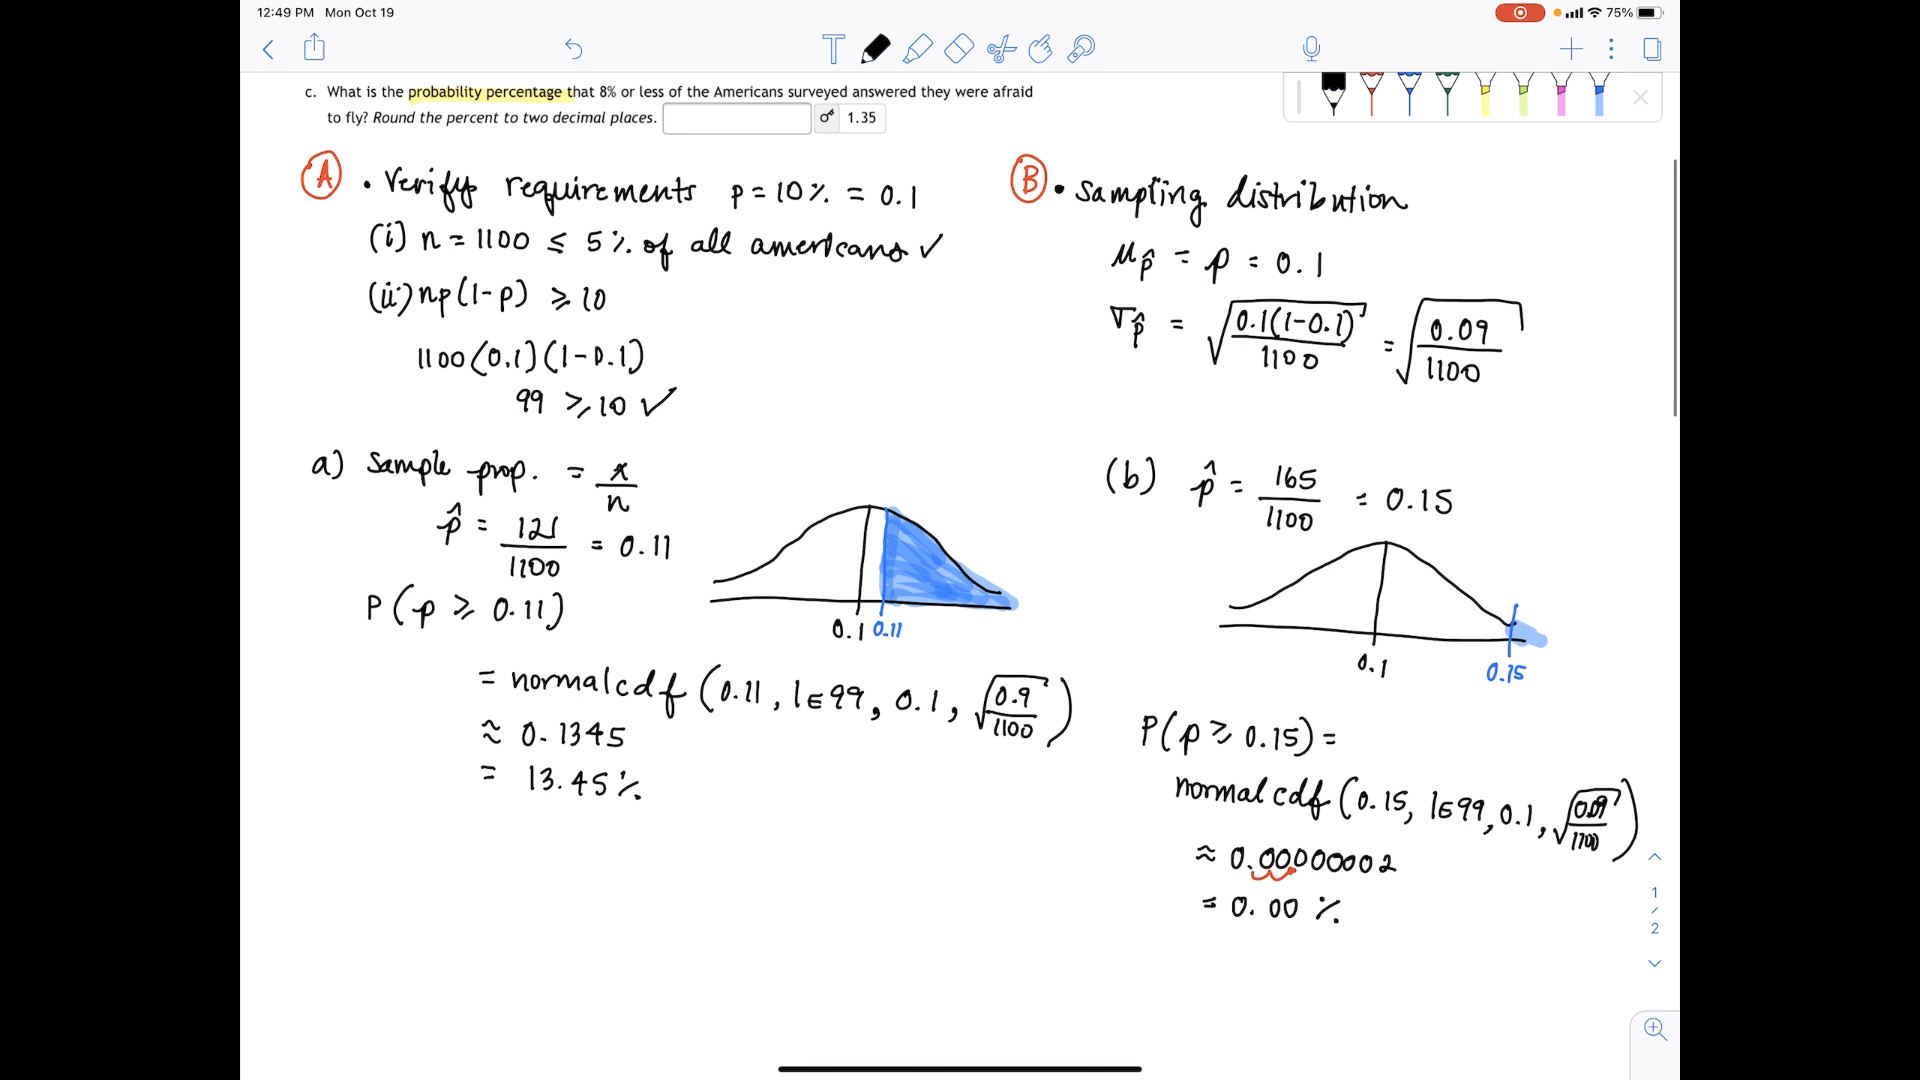 12:49 PM Mon Oct 19
75%
c. What is the probability percentage that 8% or less of the Americans surveyed answered they were afraid
to fly? Round the percent to two decimal places. 1.35
A • Verify requirements p = 10% = 0.1
(i) n = 1100 ≤ 5% of all americans ✓
(ii) np(1-p) ≥ 10
1100(0.1)(1-0.1)
99 ≥ 10 ✓
a) Sample prop. = x/n
p̂ = 121/1100 = 0.11
P(p ≥ 0.11)
0.1 0.11
= normalcdf(0.11, 1E99, 0.1, √(0.9/1100))
≈ 0.1345
= 13.45%
B • Sampling distribution
μp̂ = p = 0.1
σp̂ = √(0.1(1-0.1)/1100) = √(0.09/1100)
(b) p̂ = 165/1100 = 0.15
0.1 0.15
P(p ≥ 0.15) =
normalcdf(0.15, 1E99, 0.1, √(0.09/1100))
≈ 0.00000002
= 0.00%
1
/
2